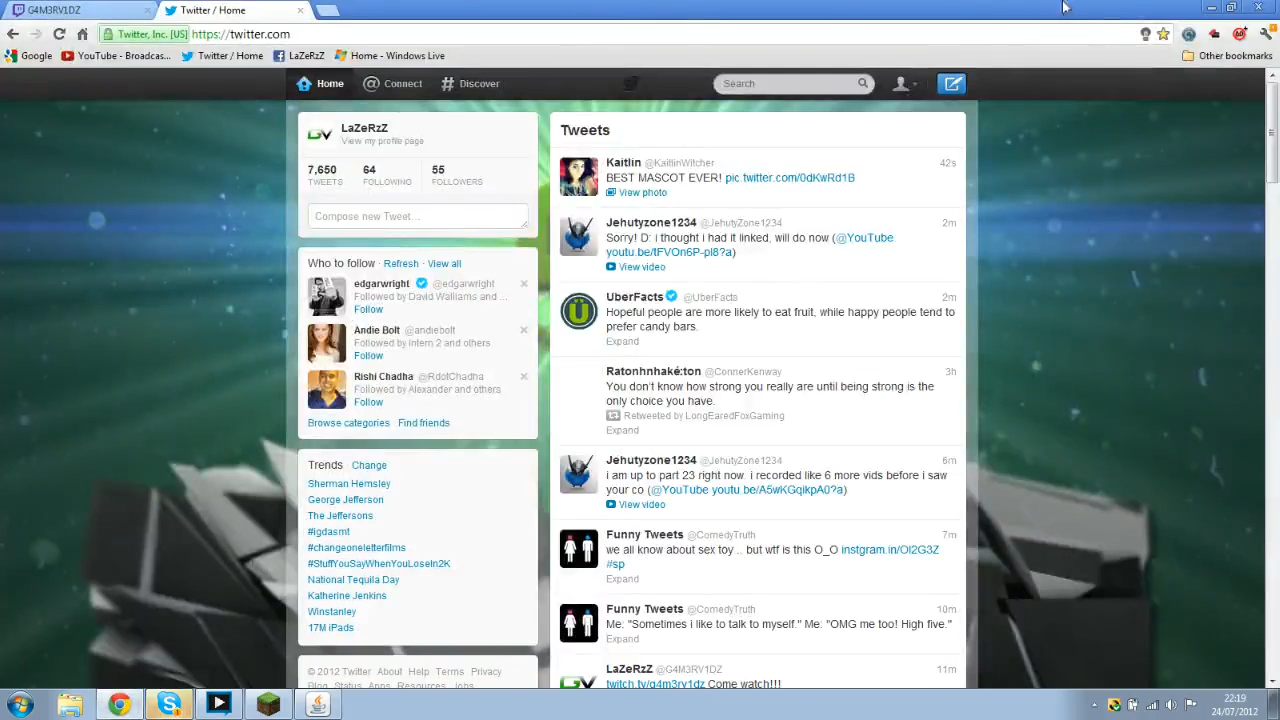 G4M3RV1DZ
Twitter / Home
Twitter, Inc. [US] https://twitter.com
Google YouTube - Broadcas... Twitter / Home LaZeRzZ Home - Windows Live Other bookmarks
Home @ Connect # Discover Search
LaZeRzZ
View my profile page
7,650 64 55
TWEETS FOLLOWING FOLLOWERS
Compose new Tweet...
Who to follow · Refresh · View all
edgarwright @edgarwright
Followed by David Walliams and ...
Follow
Andie Bolt @andiebolt
Followed by intern 2 and others
Follow
Rishi Chadha @RdotChadha
Followed by Alexander and others
Follow
Browse categories · Find friends
Trends · Change
Sherman Hemsley
George Jefferson
The Jeffersons
#igdasmt
#changeoneletterfilms
#StuffYouSayWhenYouLoseIn2K
National Tequila Day
Katherine Jenkins
Winstanley
17M iPads
© 2012 Twitter About Help Terms Privacy
Blog Status Apps Resources Jobs
Tweets
Kaitlin @KaitlinWitcher 42s
BEST MASCOT EVER! pic.twitter.com/0dKwRd1B
View photo
Jehutyzone1234 @JehutyZone1234 2m
Sorry! D: i thought i had it linked, will do now (@YouTube
youtu.be/tFVOn6P-pI8?a)
View video
UberFacts @UberFacts 2m
Hopeful people are more likely to eat fruit, while happy people tend to
prefer candy bars.
Expand
Ratonhnhaké:ton @ConnerKenway 3h
You don't know how strong you really are until being strong is the
only choice you have.
Retweeted by LongEaredFoxGaming
Expand
Jehutyzone1234 @JehutyZone1234 6m
i am up to part 23 right now. i recorded like 6 more vids before i saw
your co (@YouTube youtu.be/A5wKGqikpA0?a)
View video
Funny Tweets @ComedyTruth 7m
we all know about sex toy .. but wtf is this O_O instgram.in/Ol2G3Z
#sp
Expand
Funny Tweets @ComedyTruth 10m
Me: "Sometimes i like to talk to myself." Me: "OMG me too! High five."
Expand
LaZeRzZ @G4M3RV1DZ 11m
twitch.tv/g4m3rv1dz Come watch!!!
22:19
24/07/2012